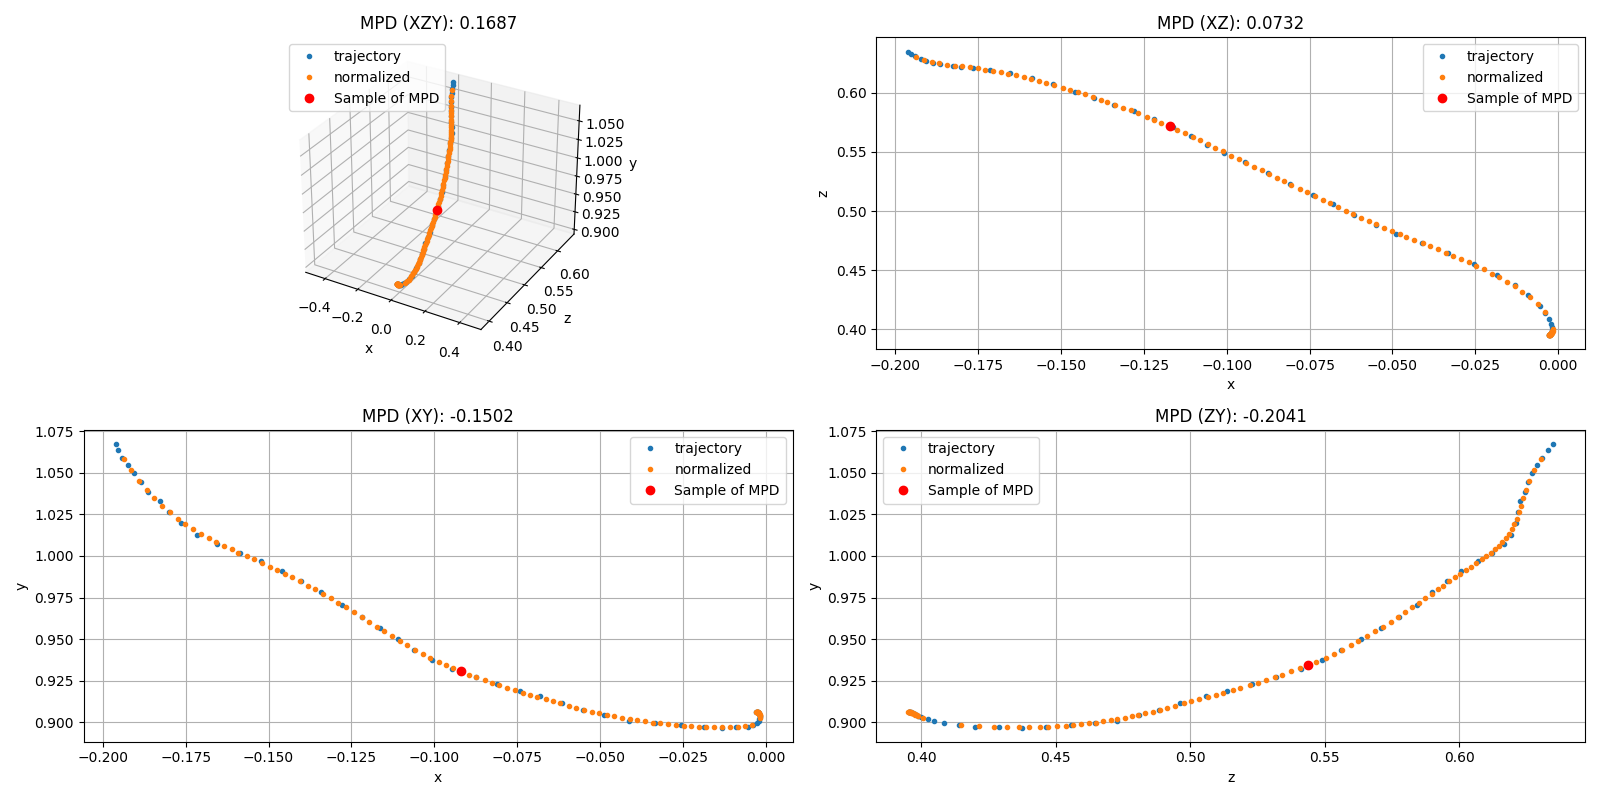 MPD (XZY): 0.1687
trajectory
normalized
Sample of MPD
1.050
1.025
1.000
0.975
0.950
0.925
0.900
y
0.60
0.55
0.50
0.45
0.40
z
−0.4
−0.2
0.0
0.2
0.4
x
MPD (XZ): 0.0732
trajectory
normalized
Sample of MPD
0.60
0.55
0.50
0.45
0.40
z
−0.200
−0.175
−0.150
−0.125
−0.100
−0.075
−0.050
−0.025
0.000
x
MPD (XY): -0.1502
trajectory
normalized
Sample of MPD
1.075
1.050
1.025
1.000
0.975
0.950
0.925
0.900
y
−0.200
−0.175
−0.150
−0.125
−0.100
−0.075
−0.050
−0.025
0.000
x
MPD (ZY): -0.2041
trajectory
normalized
Sample of MPD
1.075
1.050
1.025
1.000
0.975
0.950
0.925
0.900
y
0.40
0.45
0.50
0.55
0.60
z